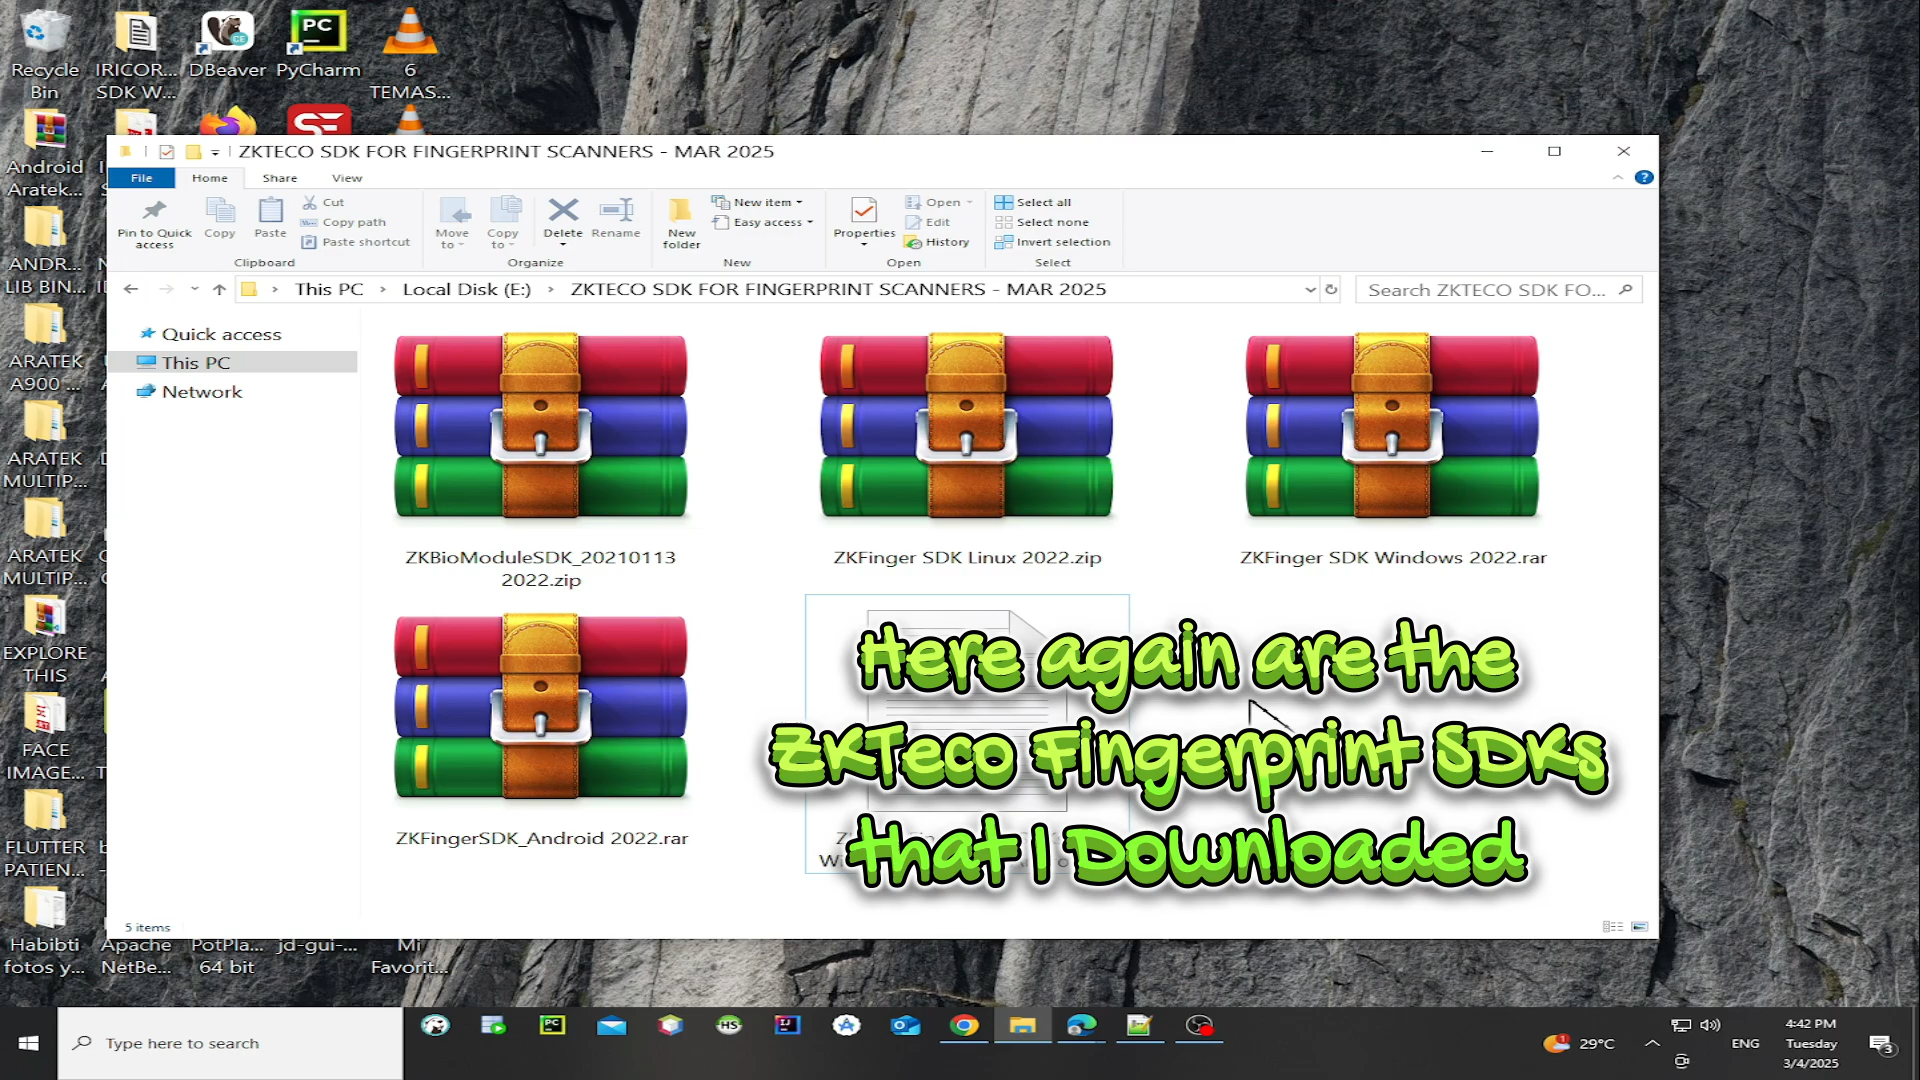 Recycle Bin
IRICOR... SDK W...
DBeaver
PyCharm
6 TEMAS...
Android Aratek...
ANDR... LIB BIN...
ARATEK A900 ...
ARATEK MULTIP...
ARATEK MULTIP...
EXPLORE THIS
FACE IMAGE...
FLUTTER PATIEN...
Habibti fotos y...
Apache NetBe...
PotPla... 64 bit
jd-gui-...
Mi Favorit...
ZKTECO SDK FOR FINGERPRINT SCANNERS - MAR 2025
File Home Share View
Pin to Quick access
Copy
Paste
Cut
Copy path
Paste shortcut
Clipboard
Move to
Copy to
Delete
Rename
Organize
New folder
New item
Easy access
New
Properties
Open
Edit
History
Open
Select all
Select none
Invert selection
Select
This PC > Local Disk (E:) > ZKTECO SDK FOR FINGERPRINT SCANNERS - MAR 2025
Search ZKTECO SDK FO...
Quick access
This PC
Network
ZKBioModuleSDK_20210113 2022.zip
ZKFinger SDK Linux 2022.zip
ZKFinger SDK Windows 2022.rar
ZKFingerSDK_Android 2022.rar
Here again are the
ZKTeco Fingerprint SDKs
that I Downloaded
5 items
Type here to search
29°C
ENG
4:42 PM
Tuesday
3/4/2025
3